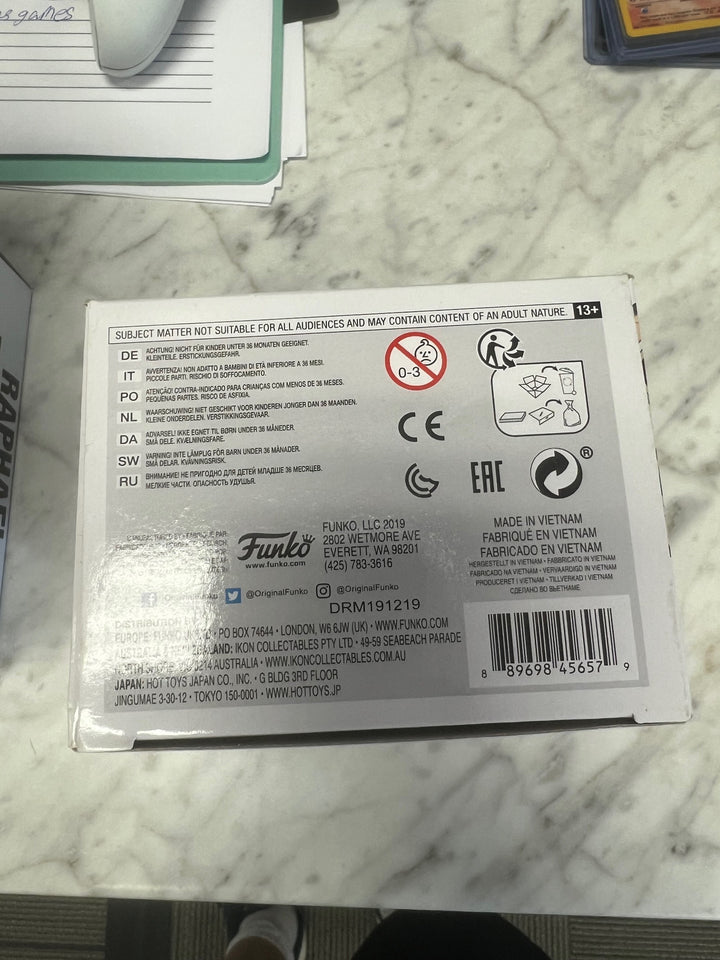 games
RAPHAEL
SUBJECT MATTER NOT SUITABLE FOR ALL AUDIENCES AND MAY CONTAIN CONTENT OF AN ADULT NATURE. 13+
DE ACHTUNG! NICHT FÜR KINDER UNTER 36 MONATEN GEEIGNET.
KLEINTEILE. ERSTICKUNGSGEFAHR.
IT AVVERTENZA! NON ADATTO A BAMBINI DI ETÀ INFERIORE A 36 MESI.
PICCOLE PARTI. RISCHIO DI SOFFOCAMENTO.
PO ATENÇÃO! CONTRA-INDICADO PARA CRIANÇAS COM MENOS DE 36 MESES.
PEQUENAS PARTES. RISCO DE ASFIXIA.
NL WAARSCHUWING! NIET GESCHIKT VOOR KINDEREN JONGER DAN 36 MAANDEN.
KLEINE ONDERDELEN. VERSTIKKINGSGEVAAR.
DA ADVARSEL! IKKE EGNET TIL BØRN UNDER 36 MÅNEDER.
SMÅ DELE. KVÆLNINGSFARE.
SW VARNING! INTE LÄMPLIG FÖR BARN UNDER 36 MÅNADER.
SMÅ DELAR. KVÄVNINGSRISK.
RU ВНИМАНИЕ! НЕ ПРИГОДНО ДЛЯ ДЕТЕЙ МЛАДШЕ 36 МЕСЯЦЕВ.
МЕЛКИЕ ЧАСТИ. ОПАСНОСТЬ УДУШЬЯ.
0-3
CE
EAC
®
Funko
www.funko.com
FUNKO, LLC 2019
2802 WETMORE AVE
EVERETT, WA 98201
(425) 783-3616
@OriginalFunko @OriginalFunko
DRM191219
MADE IN VIETNAM
FABRIQUÉ EN VIETNAM
FABRICADO EN VIETNAM
HERGESTELLT IN VIETNAM • FABBRICATO IN VIETNAM
FABRICADO NA VIETNAM • VERVAARDIGD IN VIETNAM
PRODUCERET I VIETNAM • TILLVERKAD I VIETNAM
СДЕЛАНО ВО ВЬЕТНАМЕ
DISTRIBUTION
EUROPE: FUNKO • PO BOX 74644 • LONDON, W6 6JW (UK) • WWW.FUNKO.COM
AUSTRALIA & NEW ZEALAND: IKON COLLECTABLES PTY LTD • 49-59 SEABEACH PARADE
NORTH 3214 AUSTRALIA • WWW.IKONCOLLECTABLES.COM.AU
JAPAN: HOT TOYS JAPAN CO., INC. • G BLDG 3RD FLOOR
JINGUMAE 3-30-12 • TOKYO 150-0001 • WWW.HOTTOYS.JP
8 89698 45657 9